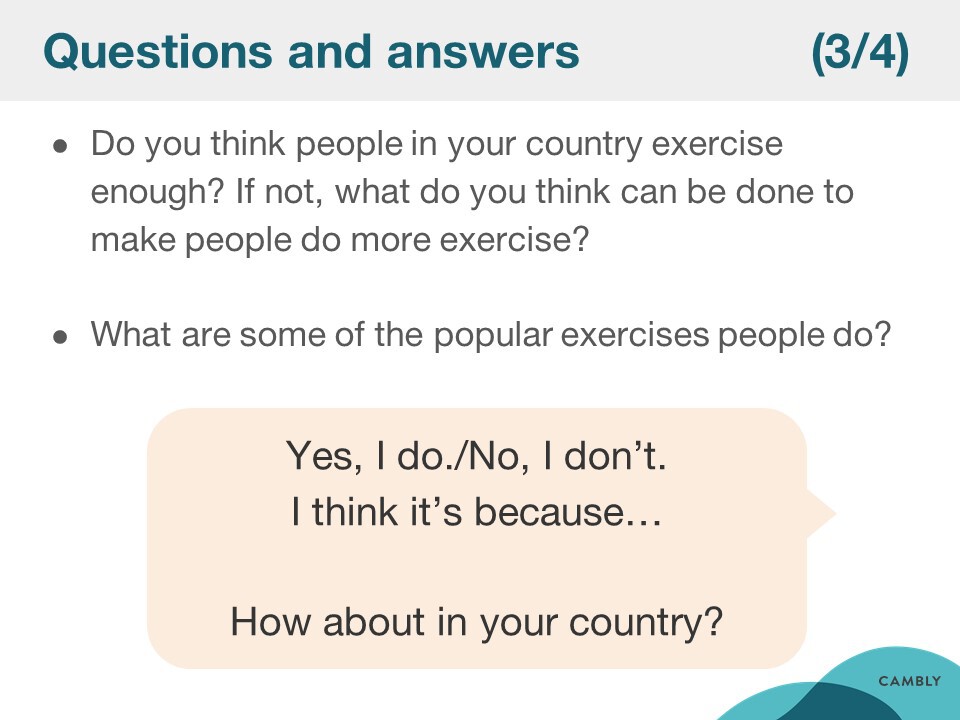 Questions and answers (3/4)
● Do you think people in your country exercise
enough? If not, what do you think can be done to
make people do more exercise?
● What are some of the popular exercises people do?
Yes, I do./No, I don’t.
I think it’s because…
How about in your country?
CAMBLY